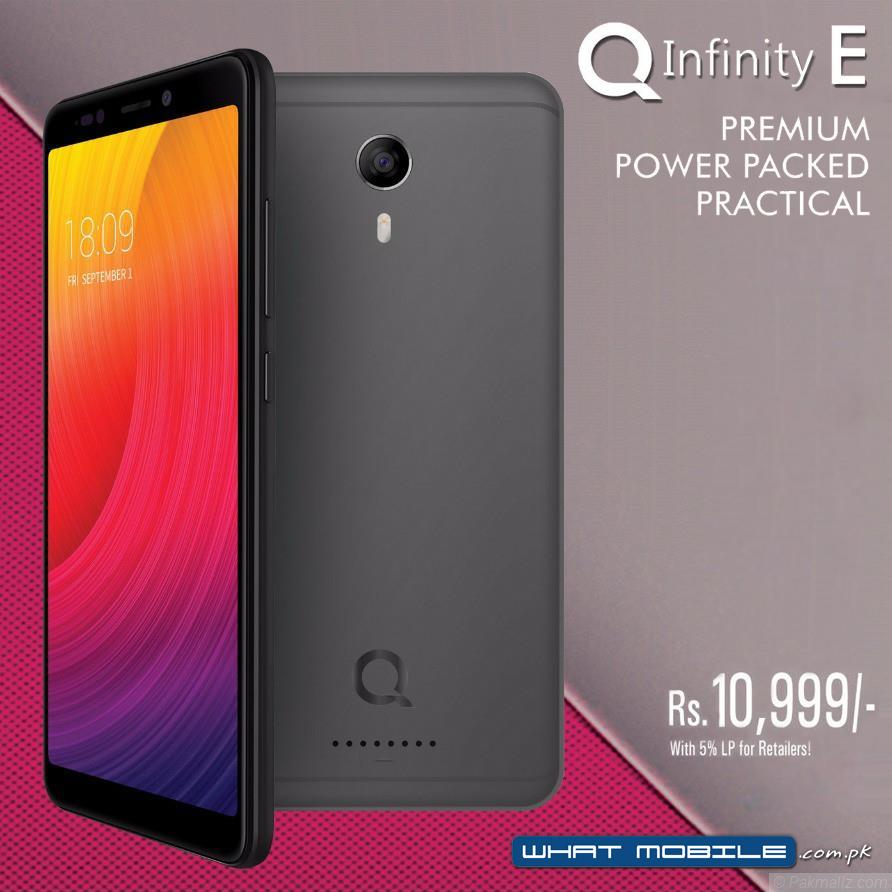 Q Infinity E
PREMIUM
POWER PACKED
PRACTICAL
18:09
FRI SEPTEMBER 1
Q
Rs. 10,999/-
With 5% LP for Retailers!
WHAT MOBILE .com.pk
© Pakmallz.com